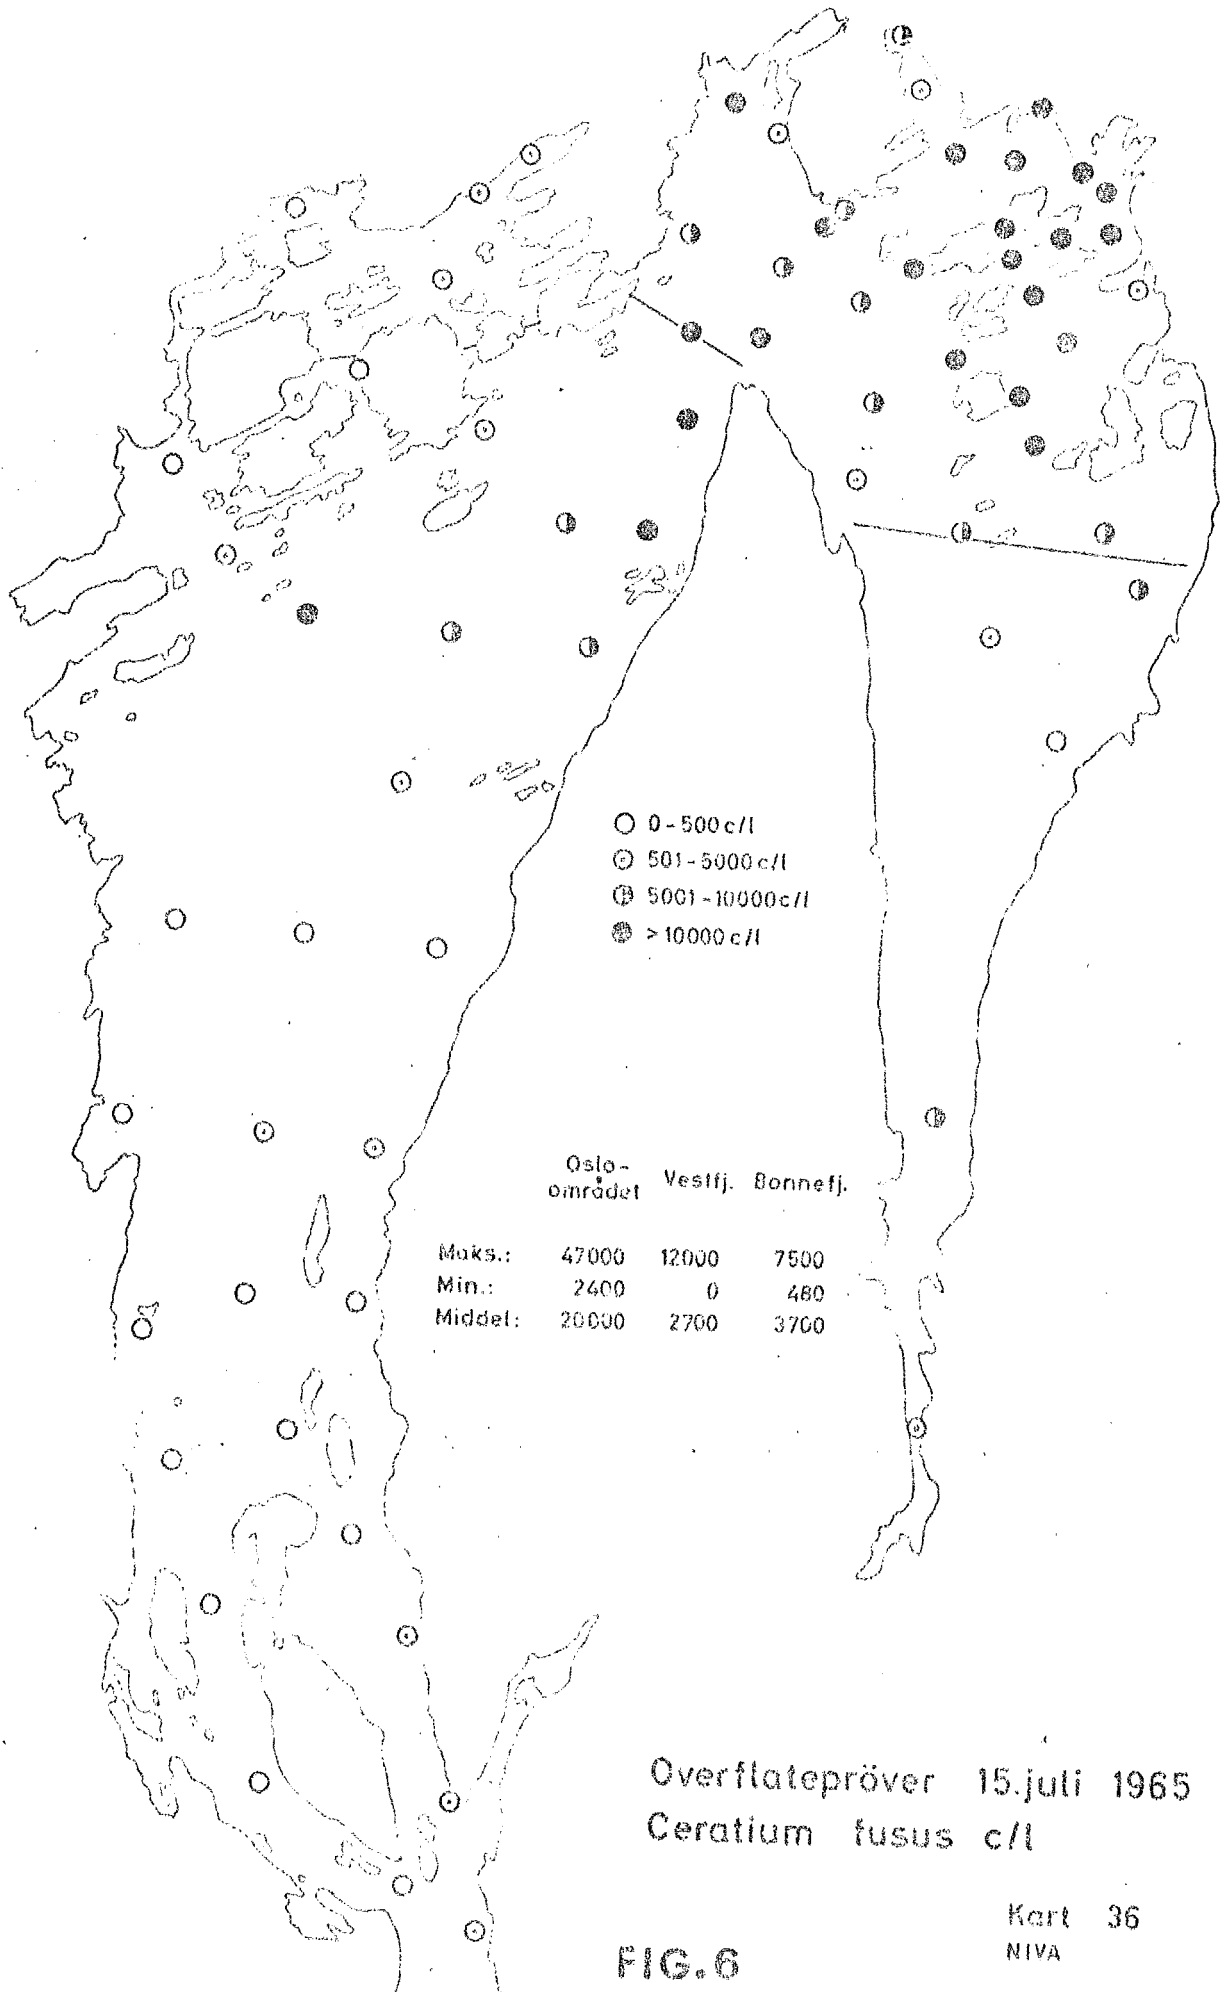 0-500 c/l
501-5000 c/l
5001-10000 c/l
>10000 c/l
Oslo-
området Vestfj. Bonnefj.
Maks.: 47000 12000 7500
Min.: 2400 0 480
Middel: 20000 2700 3700
Overflatepröver 15.juli 1965
Ceratium fusus c/l
Kart 36
NIVA
FIG.6